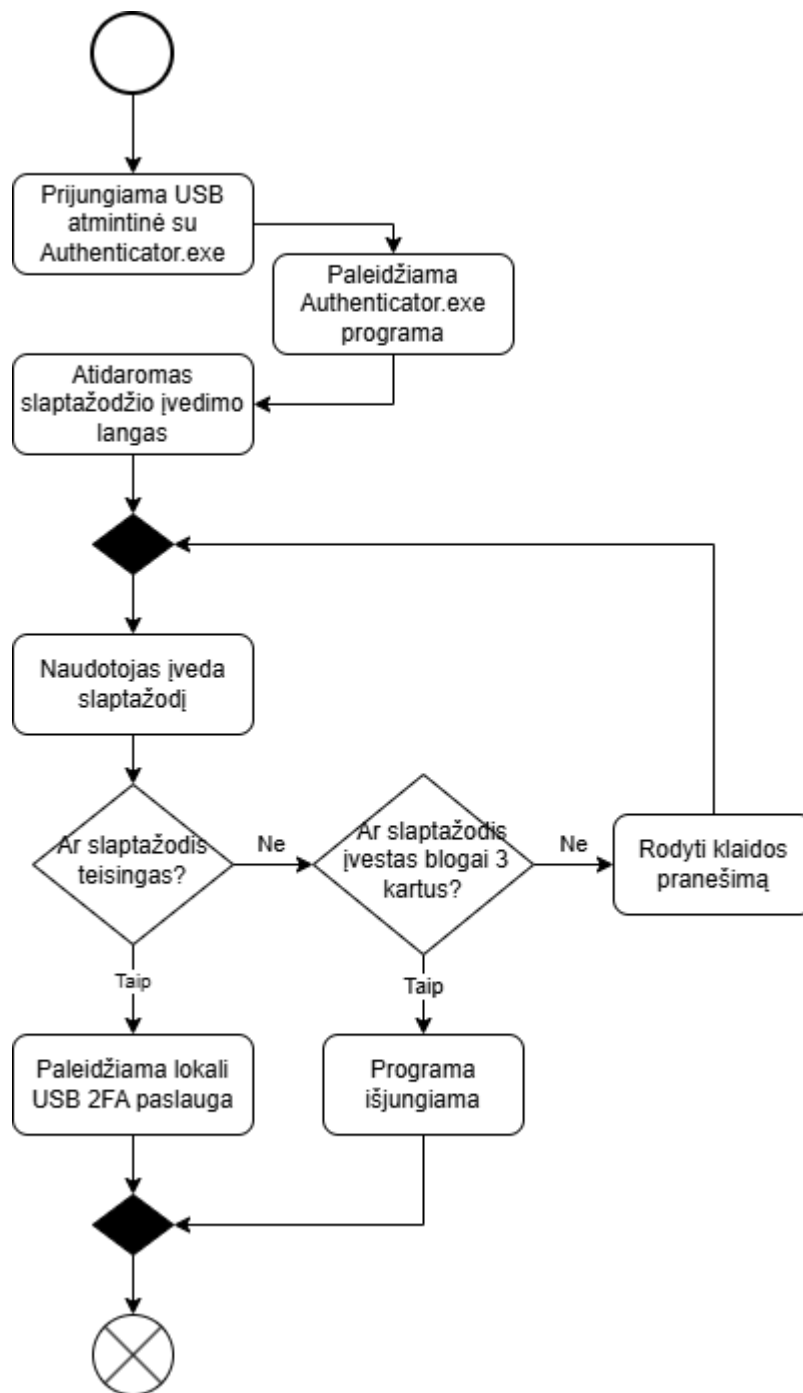 Prijungiama USB
atmintinė su
Authenticator.exe
Paleidžiama
Authenticator.exe
programa
Atidaromas
slaptažodžio įvedimo
langas
Naudotojas įveda
slaptažodį
Ar slaptažodis
teisingas?
Ne
Ar slaptažodis
įvestas blogai 3
kartus?
Ne
Rodyti klaidos
pranešimą
Taip
Taip
Paleidžiama lokali
USB 2FA paslauga
Programa
išjungiama